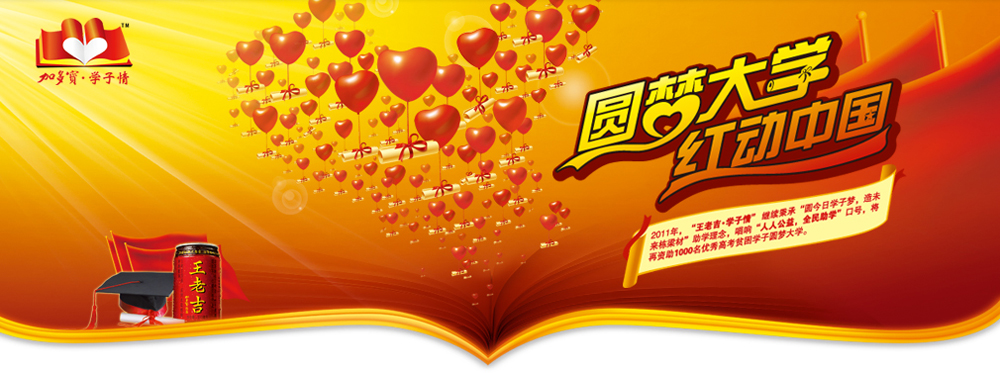 加多宝·学子情
TM
圆梦大学
红动中国
2011年，“王老吉·学子情”继续秉承“圆今日学子梦，造未
来栋梁材”助学理念，唱响“人人公益，全民助学”口号，将
再资助1000名优秀高考贫困学子圆梦大学。
王老吉